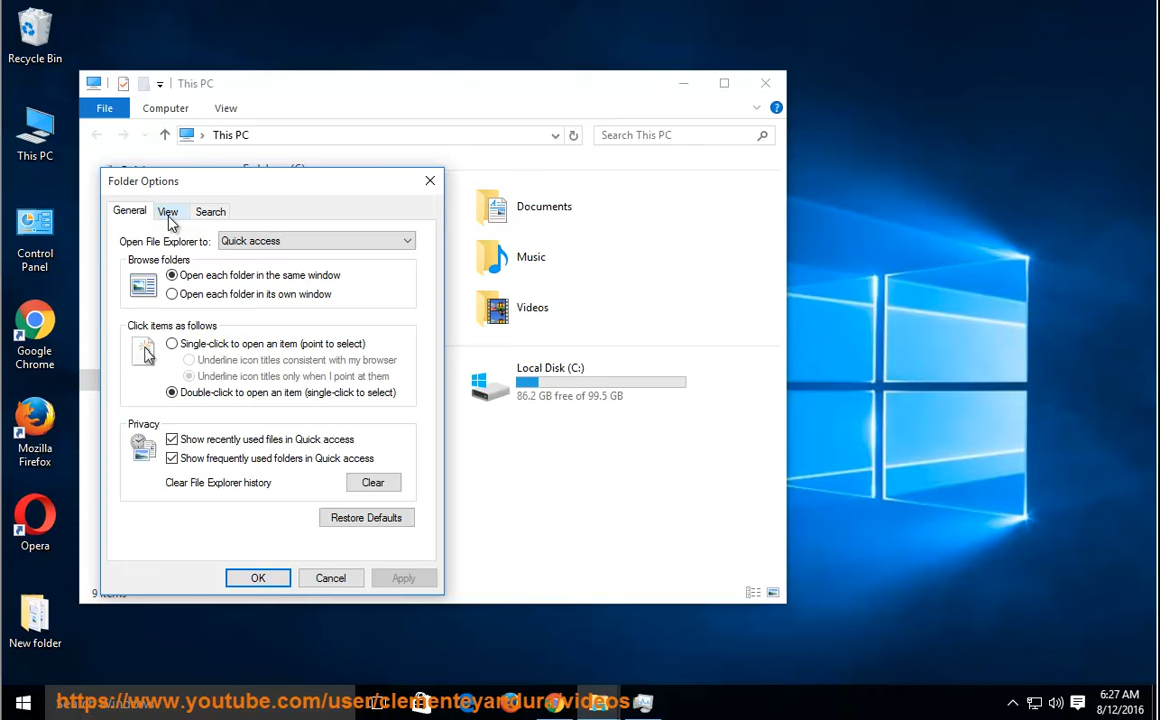 Recycle Bin
This PC
Control
Panel
Google
Chrome
Mozilla
Firefox
Opera
New folder
This PC
File Computer View
This PC
Search This PC
Documents
Music
Videos
Local Disk (C:)
86.2 GB free of 99.5 GB
Folder Options
General View Search
Open File Explorer to: Quick access
Browse folders
Open each folder in the same window
Open each folder in its own window
Click items as follows
Single-click to open an item (point to select)
Underline icon titles consistent with my browser
Underline icon titles only when I point at them
Double-click to open an item (single-click to select)
Privacy
Show recently used files in Quick access
Show frequently used folders in Quick access
Clear File Explorer history Clear
Restore Defaults
OK Cancel Apply
https://www.youtube.com/userclementeyandura/videos
6:27 AM
8/12/2016